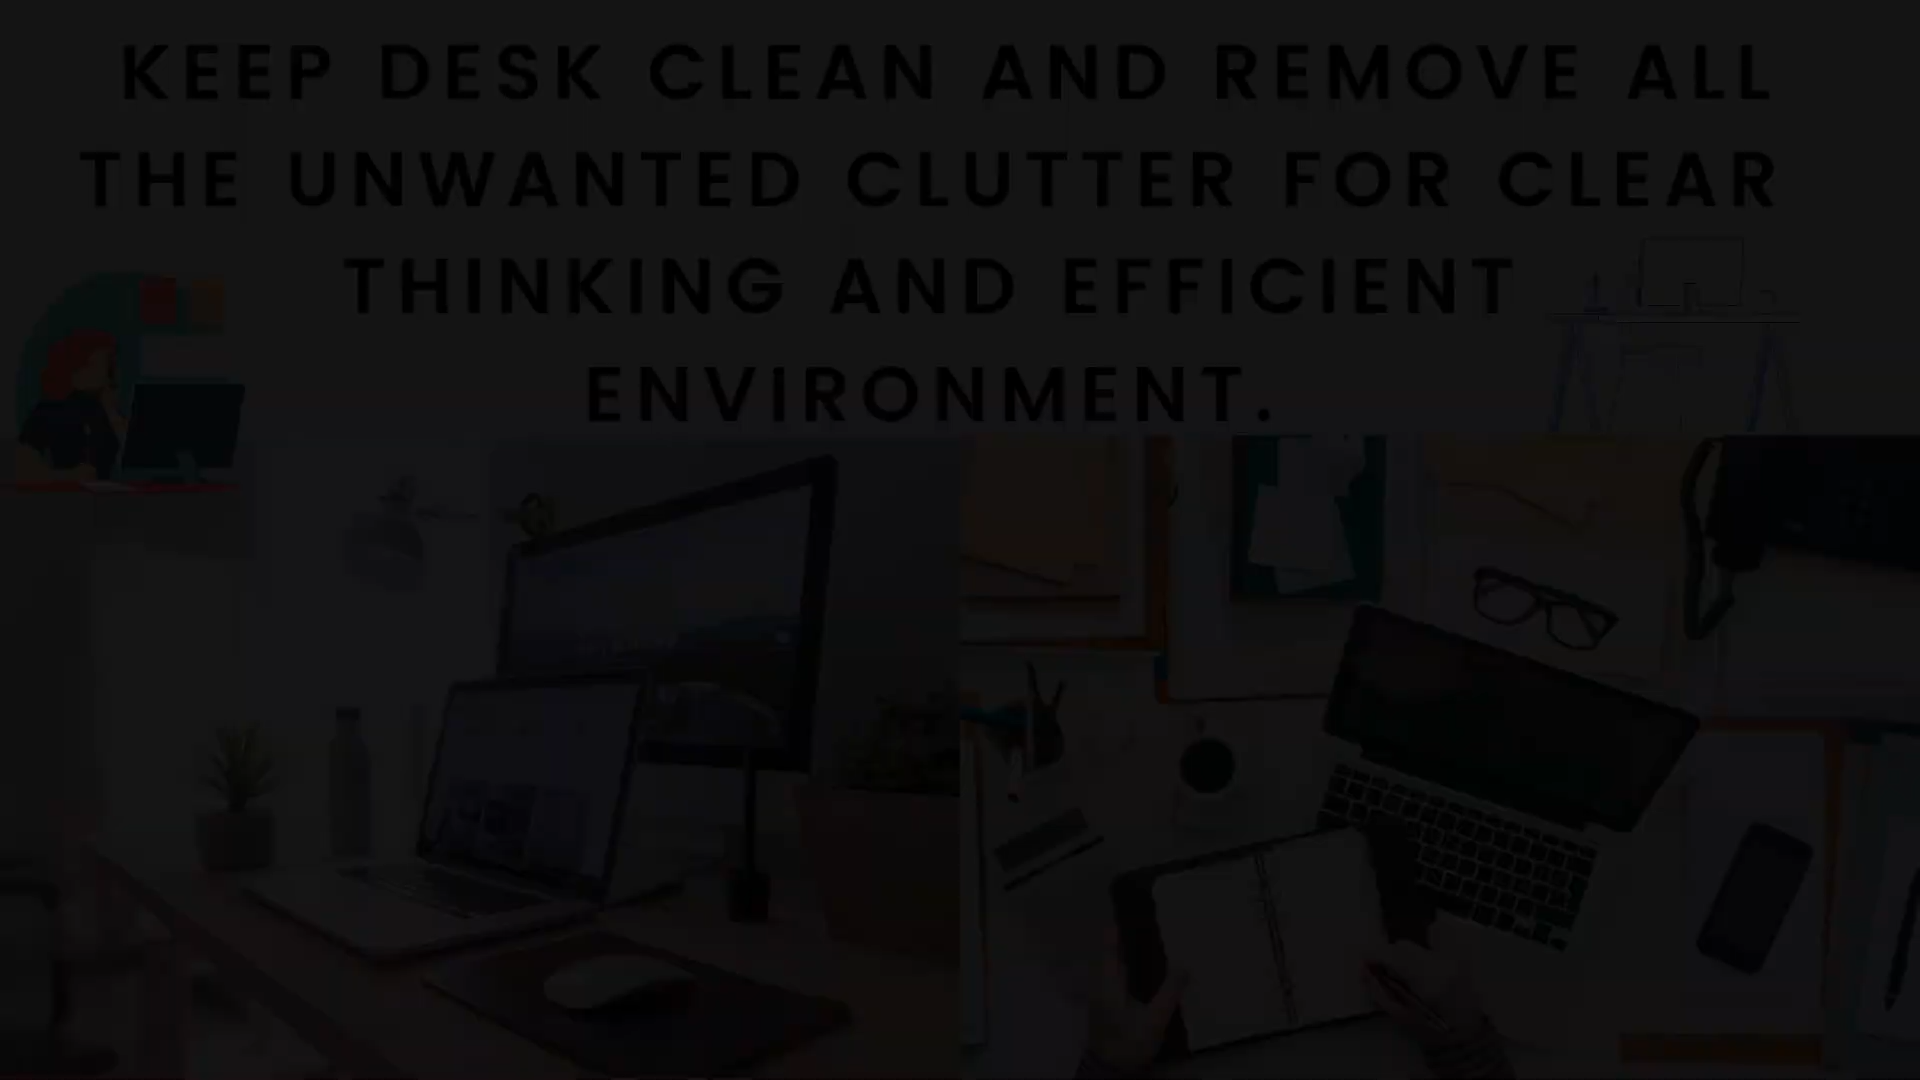 KEEP DESK CLEAN AND REMOVE ALL
THE UNWANTED CLUTTER FOR CLEAR
THINKING AND EFFICIENT
ENVIRONMENT.